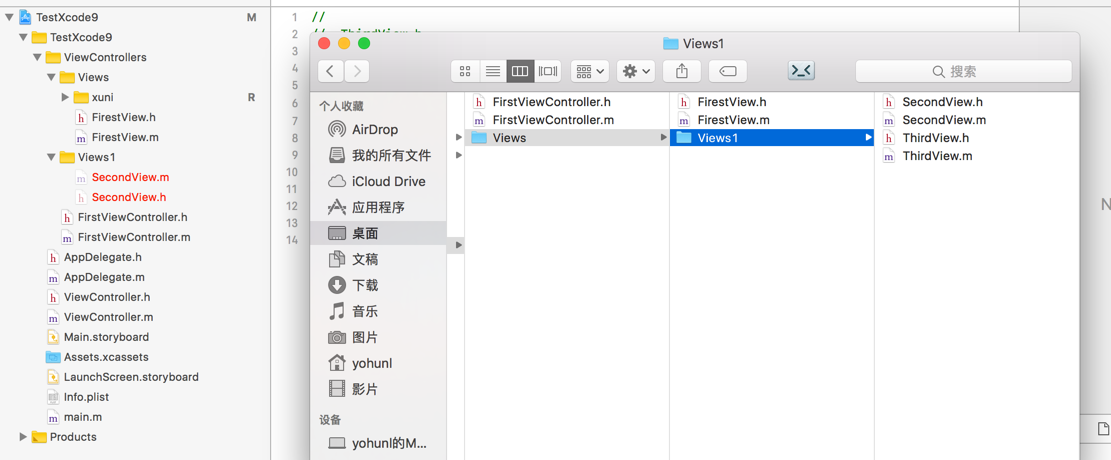 TestXcode9 M
TestXcode9
ViewControllers
Views
xuni R
FirestView.h
FirestView.m
Views1
SecondView.m
SecondView.h
FirstViewController.h
FirstViewController.m
AppDelegate.h
AppDelegate.m
ViewController.h
ViewController.m
Main.storyboard
Assets.xcassets
LaunchScreen.storyboard
Info.plist
main.m
Products
1 //
2 // ThirdView.h
3
4
5
6
7
8
9
10
11
12
13
14
Views1
搜索
个人收藏
AirDrop
我的所有文件
iCloud Drive
应用程序
桌面
文稿
下载
音乐
图片
yohunl
影片
设备
yohunl的M...
FirstViewController.h
FirstViewController.m
Views
FirestView.h
FirestView.m
Views1
SecondView.h
SecondView.m
ThirdView.h
ThirdView.m
N